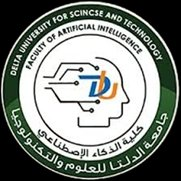 DELTA UNIVERSITY FOR SCINCSE AND TECHNOLOGY
FACULTY OF ARTIFICIAL INTELLIGENCE
DU
كلية الذكاء الإصطناعي
جامعة الدلتا للعلوم والتكنولوجيا